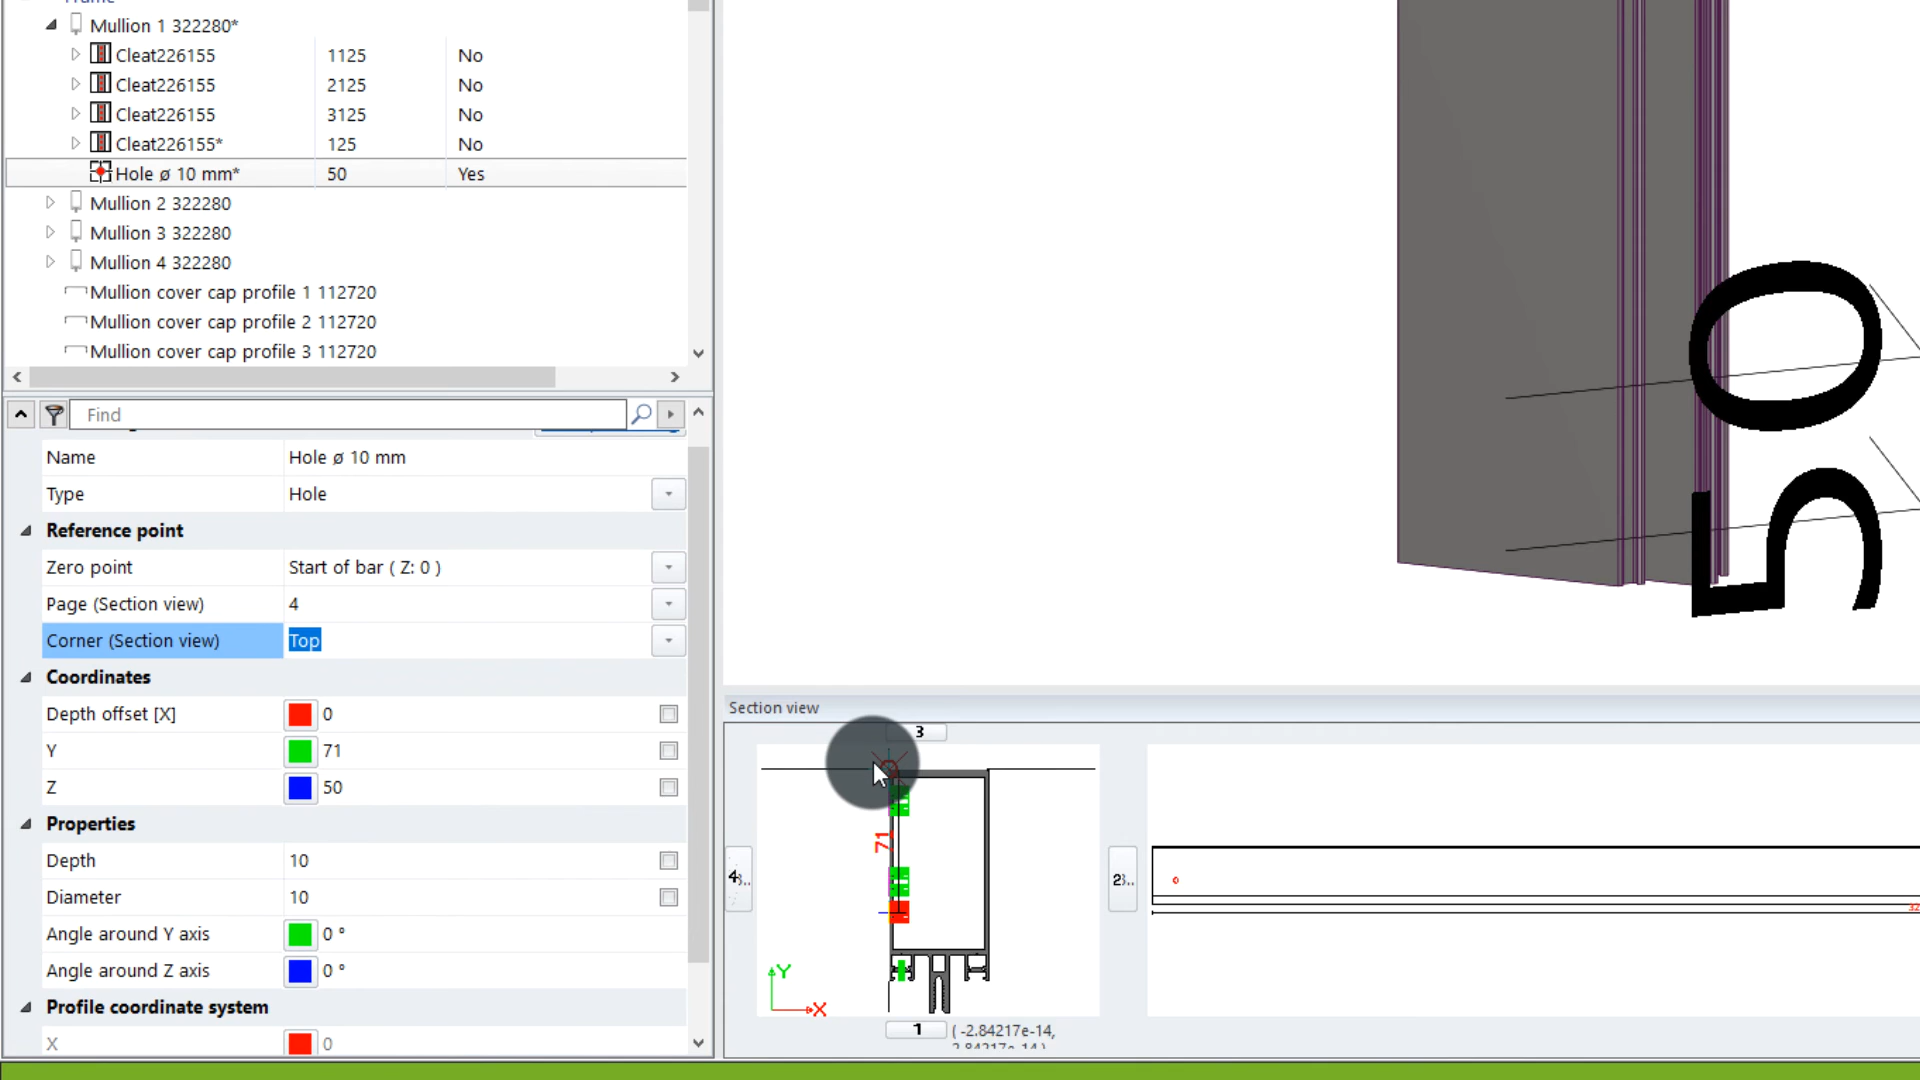 Mullion 1 322280*
Cleat226155 1125 No
Cleat226155 2125 No
Cleat226155 3125 No
Cleat226155* 125 No
Hole ø 10 mm* 50 Yes
Mullion 2 322280
Mullion 3 322280
Mullion 4 322280
Mullion cover cap profile 1 112720
Mullion cover cap profile 2 112720
Mullion cover cap profile 3 112720
Find
Name Hole ø 10 mm
Type Hole
Reference point
Zero point Start of bar ( Z: 0 )
Page (Section view) 4
Corner (Section view) Top
Coordinates
Depth offset [X] 0
Y 71
Z 50
Properties
Depth 10
Diameter 10
Angle around Y axis 0 °
Angle around Z axis 0 °
Profile coordinate system
X 0
50
Section view
3
71
4
2
Y
X
1
( -2.84217e-14,